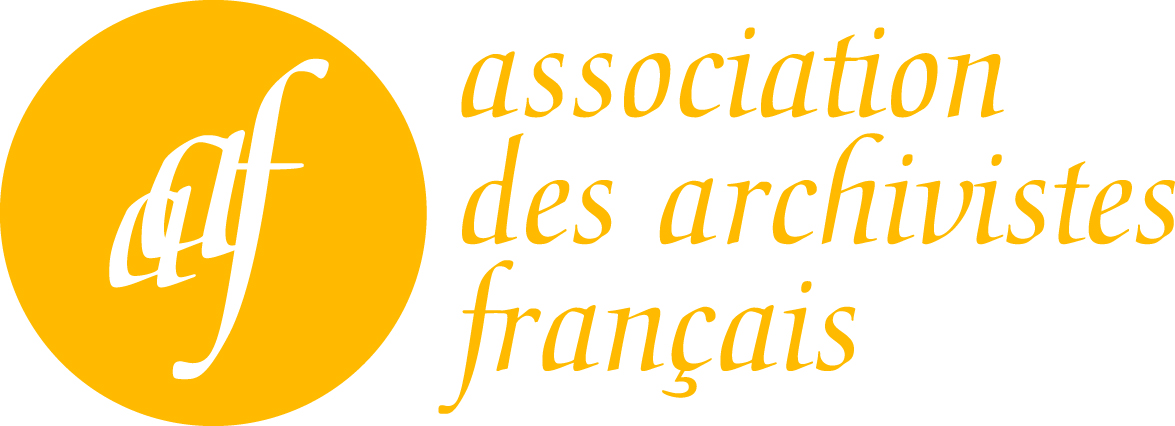 aaf
association
des archivistes
français